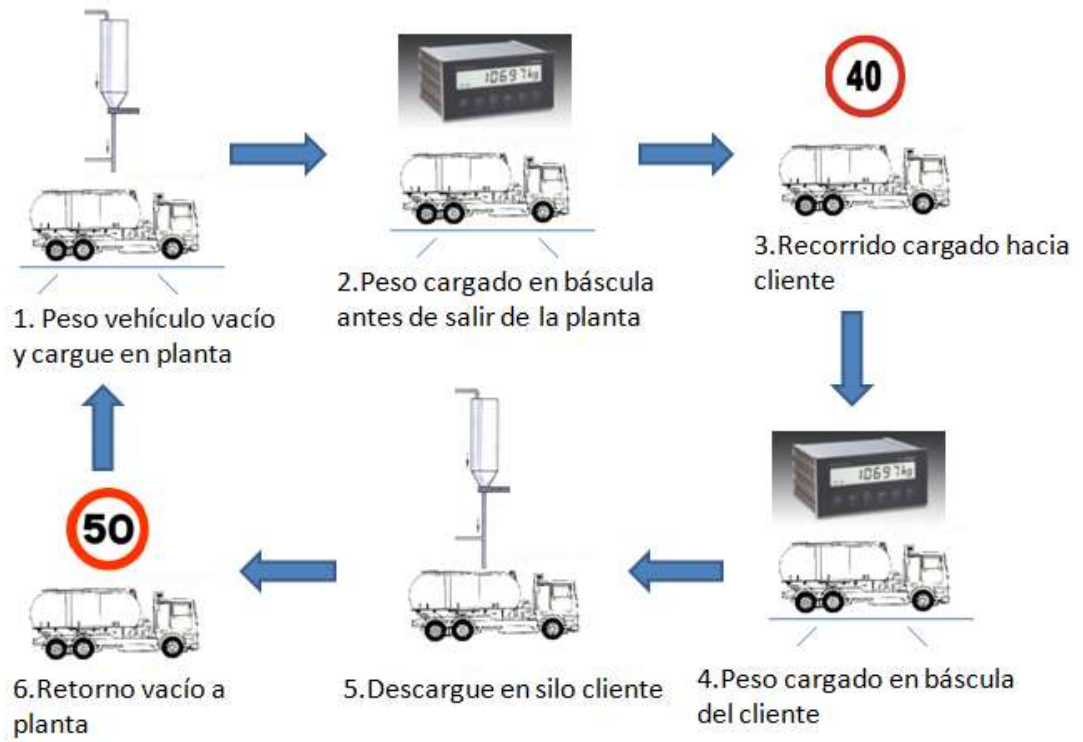 10697kg
40
1. Peso vehículo vacío
y cargue en planta
2.Peso cargado en báscula
antes de salir de la planta
3.Recorrido cargado hacia
cliente
10697kg
50
6.Retorno vacío a
planta
5.Descargue en silo cliente
4.Peso cargado en báscula
del cliente